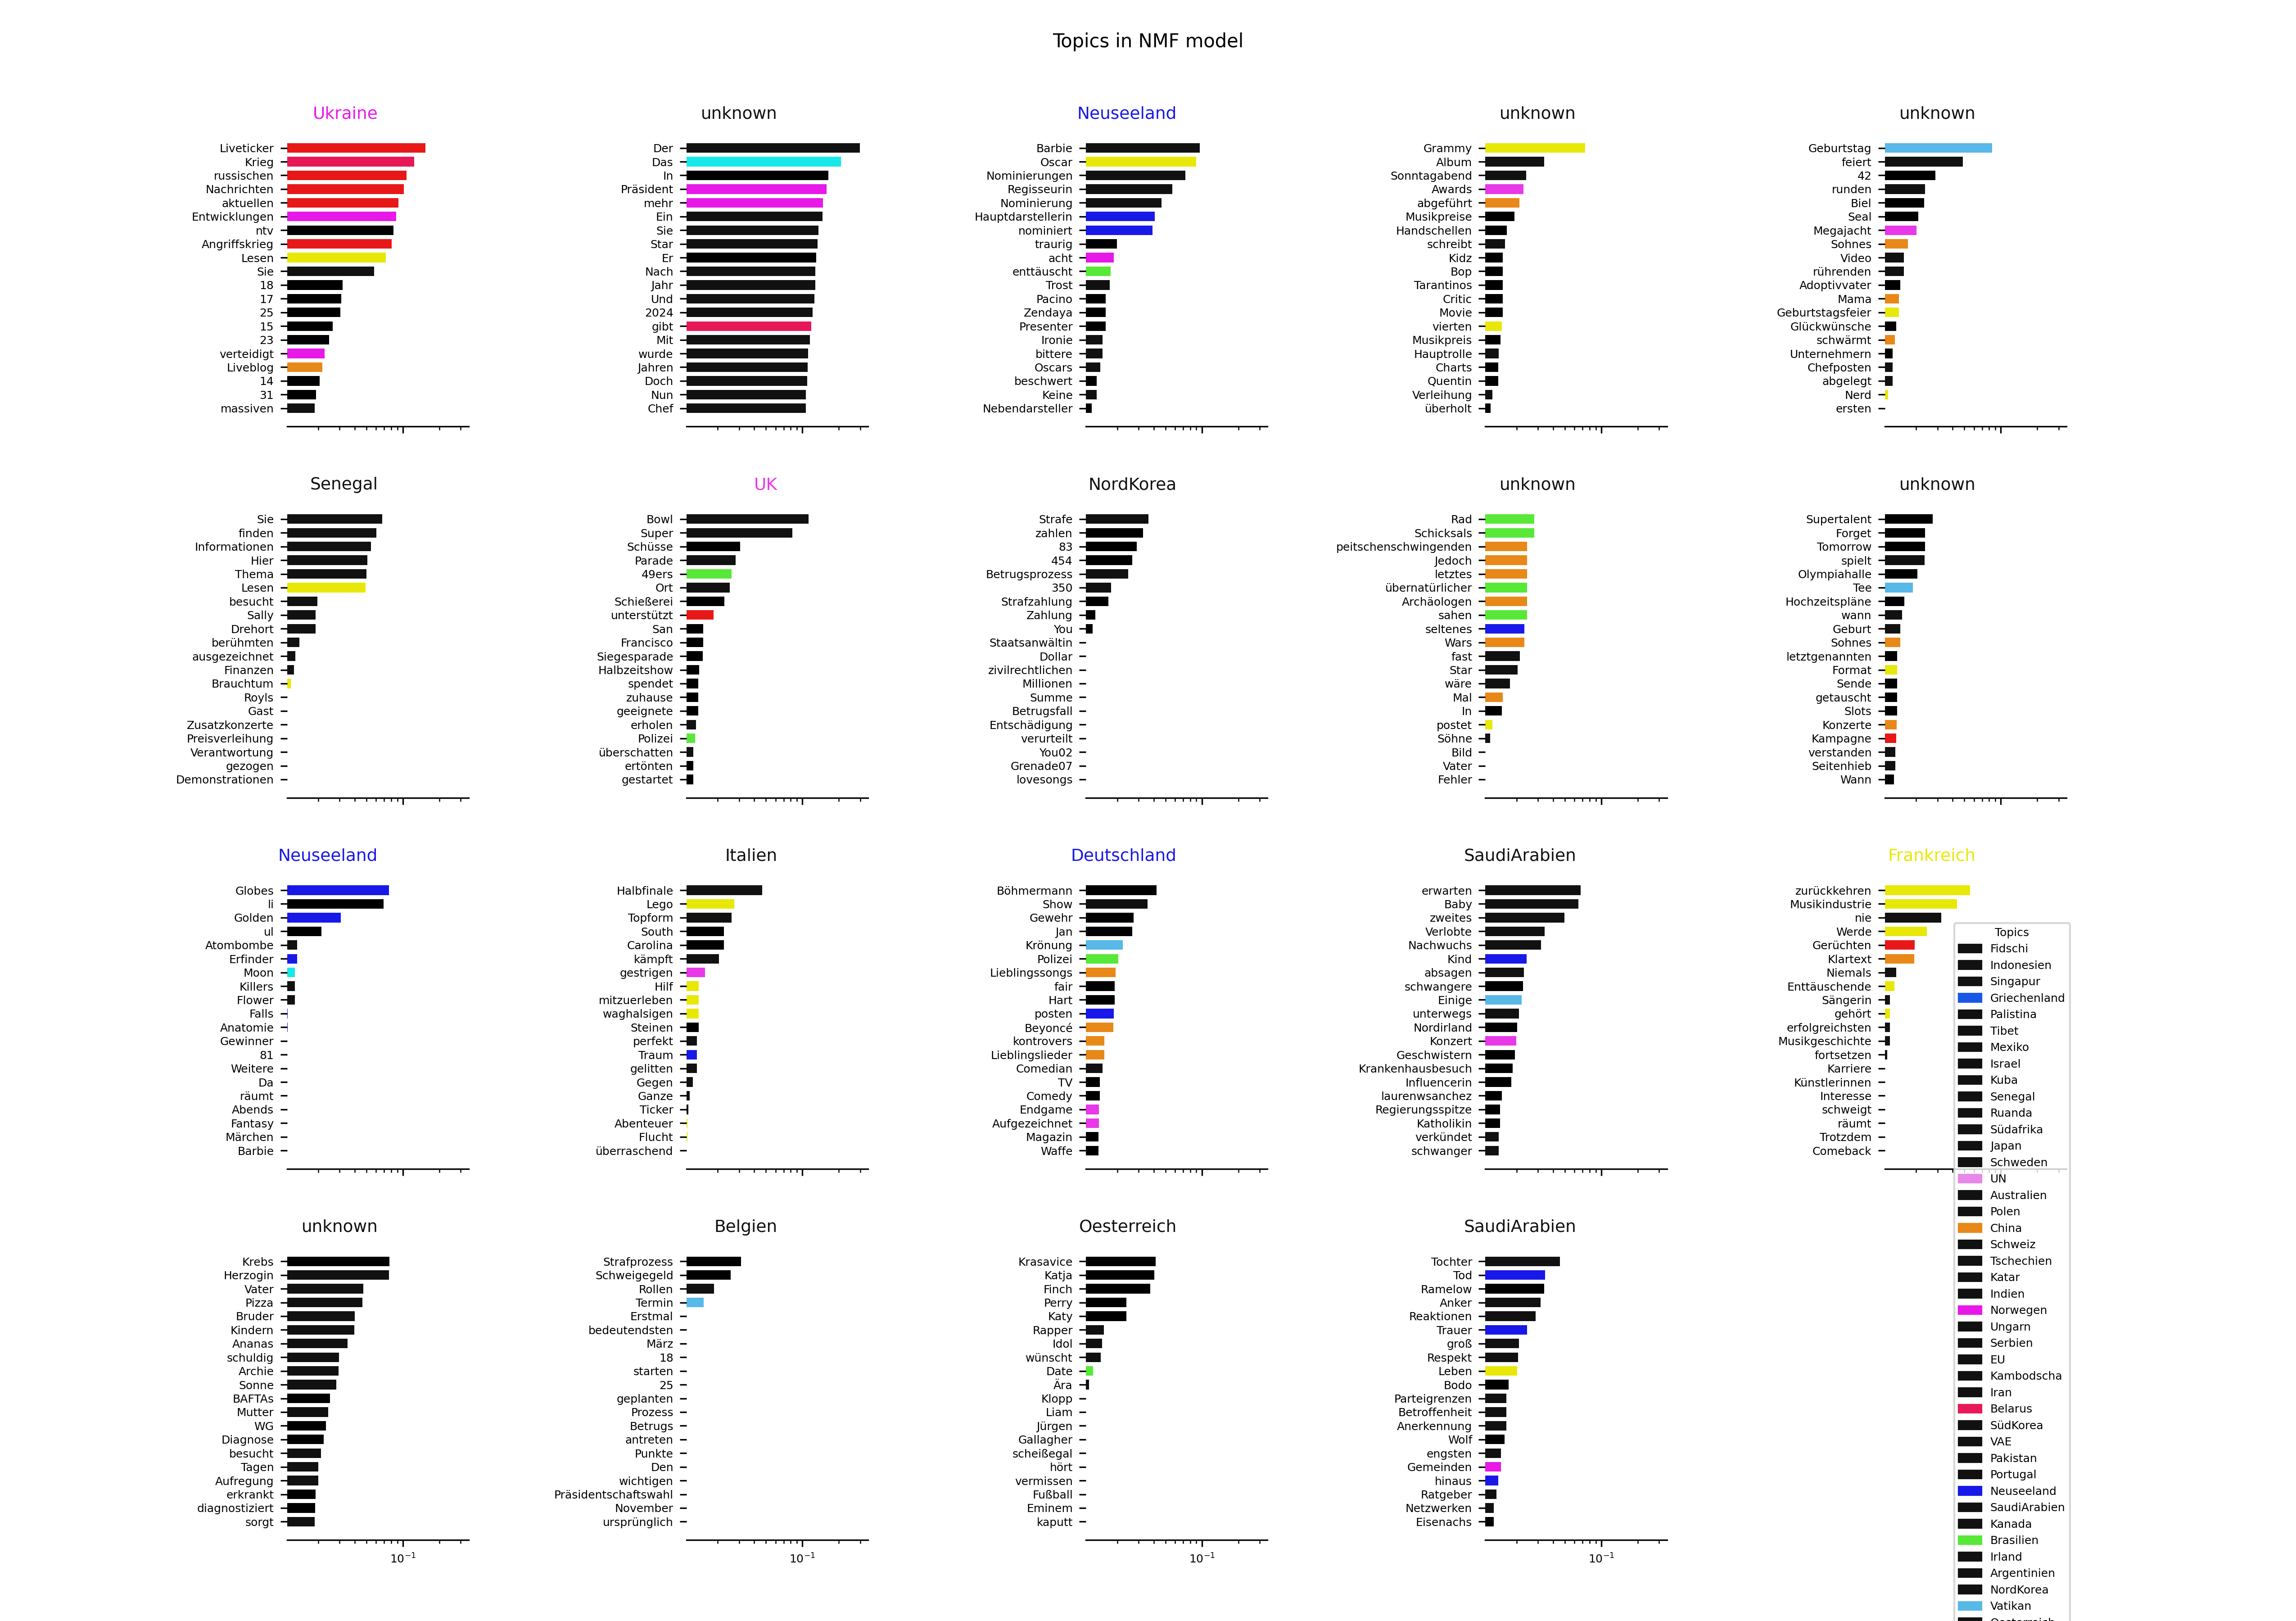 Topics in NMF model
Ukraine
Liveticker
Krieg
russischen
Nachrichten
aktuellen
Entwicklungen
ntv
Angriffskrieg
Lesen
Sie
18
17
25
15
23
verteidigt
Liveblog
14
31
massiven
unknown
Der
Das
In
Präsident
mehr
Ein
Sie
Star
Er
Nach
Jahr
Und
2024
gibt
Mit
wurde
Jahren
Doch
Nun
Chef
Neuseeland
Barbie
Oscar
Nominierungen
Regisseurin
Nominierung
Hauptdarstellerin
nominiert
traurig
acht
enttäuscht
Trost
Pacino
Zendaya
Presenter
Ironie
bittere
Oscars
beschwert
Keine
Nebendarsteller
unknown
Grammy
Album
Sonntagabend
Awards
abgeführt
Musikpreise
Handschellen
schreibt
Kidz
Bop
Tarantinos
Critic
Movie
vierten
Musikpreis
Hauptrolle
Charts
Quentin
Verleihung
überholt
unknown
Geburtstag
feiert
42
runden
Biel
Seal
Megajacht
Sohnes
Video
rührenden
Adoptivvater
Mama
Geburtstagsfeier
Glückwünsche
schwärmt
Unternehmern
Chefposten
abgelegt
Nerd
ersten
Senegal
Sie
finden
Informationen
Hier
Thema
Lesen
besucht
Sally
Drehort
berühmten
ausgezeichnet
Finanzen
Brauchtum
Royls
Gast
Zusatzkonzerte
Preisverleihung
Verantwortung
gezogen
Demonstrationen
UK
Bowl
Super
Schüsse
Parade
49ers
Ort
Schießerei
unterstützt
San
Francisco
Siegesparade
Halbzeitshow
spendet
zuhause
geeignete
erholen
Polizei
überschatten
ertönten
gestartet
NordKorea
Strafe
zahlen
83
454
Betrugsprozess
350
Strafzahlung
Zahlung
You
Staatsanwältin
Dollar
zivilrechtlichen
Millionen
Summe
Betrugsfall
Entschädigung
verurteilt
You02
Grenade07
lovesongs
unknown
Rad
Schicksals
peitschenschwingenden
Jedoch
letztes
übernatürlicher
Archäologen
sahen
seltenes
Wars
fast
Star
wäre
Mal
In
postet
Söhne
Bild
Vater
Fehler
unknown
Supertalent
Forget
Tomorrow
spielt
Olympiahalle
Tee
Hochzeitspläne
wann
Geburt
Sohnes
letztgenannten
Format
Sende
getauscht
Slots
Konzerte
Kampagne
verstanden
Seitenhieb
Wann
Neuseeland
Globes
li
Golden
ul
Atombombe
Erfinder
Moon
Killers
Flower
Falls
Anatomie
Gewinner
81
Weitere
Da
räumt
Abends
Fantasy
Märchen
Barbie
Italien
Halbfinale
Lego
Topform
South
Carolina
kämpft
gestrigen
Hilf
mitzuerleben
waghalsigen
Steinen
perfekt
Traum
gelitten
Gegen
Ganze
Ticker
Abenteuer
Flucht
überraschend
Deutschland
Böhmermann
Show
Gewehr
Jan
Krönung
Polizei
Lieblingssongs
fair
Hart
posten
Beyoncé
kontrovers
Lieblingslieder
Comedian
TV
Comedy
Endgame
Aufgezeichnet
Magazin
Waffe
SaudiArabien
erwarten
Baby
zweites
Verlobte
Nachwuchs
Kind
absagen
schwangere
Einige
unterwegs
Nordirland
Konzert
Geschwistern
Krankenhausbesuch
Influencerin
laurenwsanchez
Regierungsspitze
Katholikin
verkündet
schwanger
Frankreich
zurückkehren
Musikindustrie
nie
Werde
Gerüchten
Klartext
Niemals
Enttäuschende
Sängerin
gehört
erfolgreichsten
Musikgeschichte
fortsetzen
Karriere
Künstlerinnen
Interesse
schweigt
räumt
Trotzdem
Comeback
unknown
Krebs
Herzogin
Vater
Pizza
Bruder
Kindern
Ananas
schuldig
Archie
Sonne
BAFTAs
Mutter
WG
Diagnose
besucht
Tagen
Aufregung
erkrankt
diagnostiziert
sorgt
10⁻¹
Belgien
Strafprozess
Schweigegeld
Rollen
Termin
Erstmal
bedeutendsten
März
18
starten
25
geplanten
Prozess
Betrugs
antreten
Punkte
Den
wichtigen
Präsidentschaftswahl
November
ursprünglich
10⁻¹
Oesterreich
Krasavice
Katja
Finch
Perry
Katy
Rapper
Idol
wünscht
Date
Ära
Klopp
Liam
Jürgen
Gallagher
scheißegal
hört
vermissen
Fußball
Eminem
kaputt
10⁻¹
SaudiArabien
Tochter
Tod
Ramelow
Anker
Reaktionen
Trauer
groß
Respekt
Leben
Bodo
Parteigrenzen
Betroffenheit
Anerkennung
Wolf
engsten
Gemeinden
hinaus
Ratgeber
Netzwerken
Eisenachs
10⁻¹
Topics
Fidschi
Indonesien
Singapur
Griechenland
Palistina
Tibet
Mexiko
Israel
Kuba
Senegal
Ruanda
Südafrika
Japan
Schweden
UN
Australien
Polen
China
Schweiz
Tschechien
Katar
Indien
Norwegen
Ungarn
Serbien
EU
Kambodscha
Iran
Belarus
SüdKorea
VAE
Pakistan
Portugal
Neuseeland
SaudiArabien
Kanada
Brasilien
Irland
Argentinien
NordKorea
Vatikan